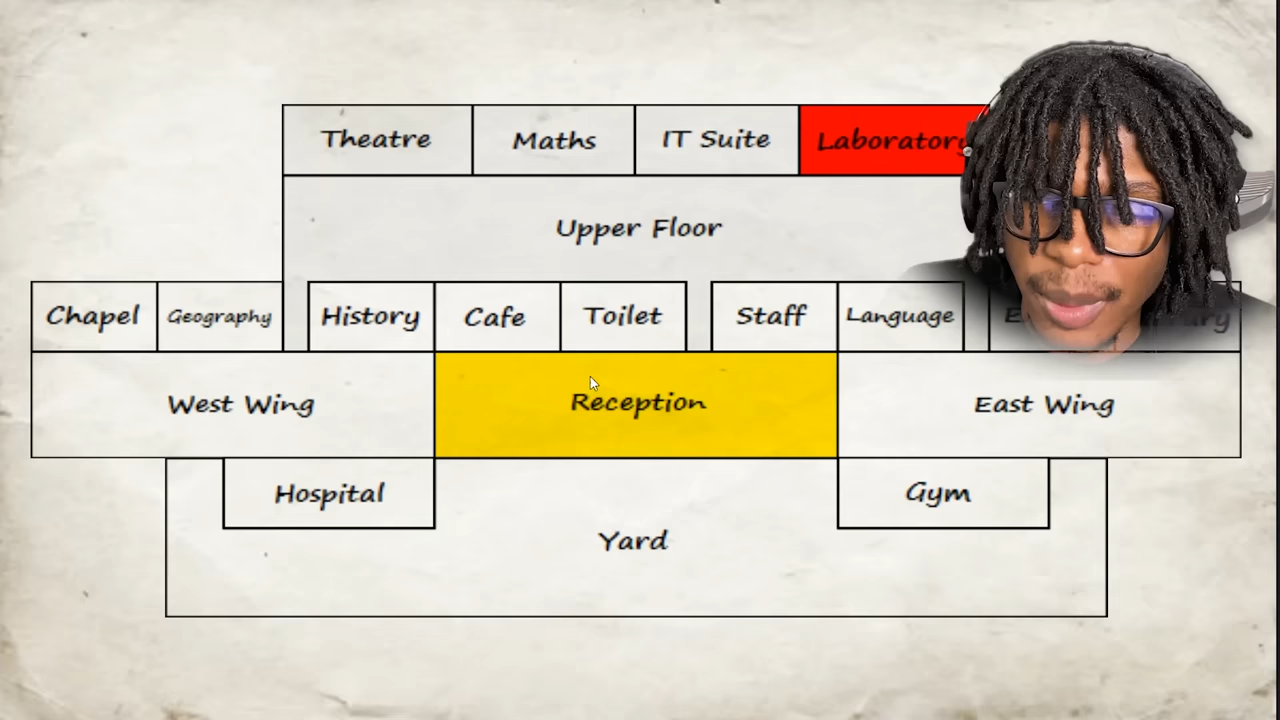 Theatre
Maths
IT Suite
Laboratory
Upper Floor
Chapel
Geography
History
Cafe
Toilet
Staff
Language
West Wing
Reception
East Wing
Hospital
Gym
Yard